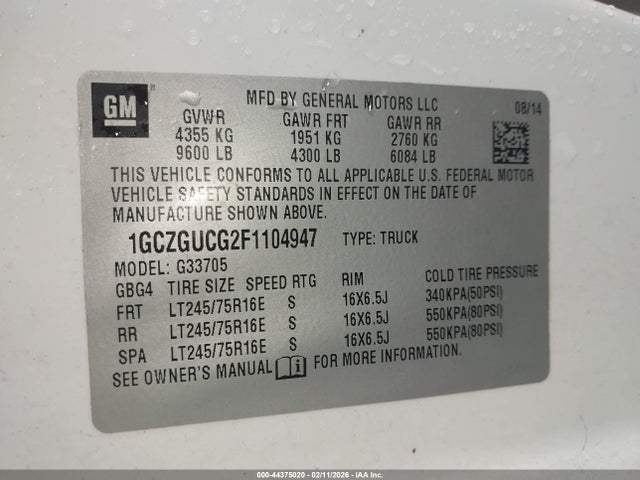 GM
MFD BY GENERAL MOTORS LLC 08/14
GVWR GAWR FRT GAWR RR
4355 KG 1951 KG 2760 KG
9600 LB 4300 LB 6084 LB
THIS VEHICLE CONFORMS TO ALL APPLICABLE U.S. FEDERAL MOTOR
VEHICLE SAFETY STANDARDS IN EFFECT ON THE DATE OF
MANUFACTURE SHOWN ABOVE.
1GCZGUCG2F1104947 TYPE: TRUCK
MODEL: G33705
GBG4 TIRE SIZE SPEED RTG RIM COLD TIRE PRESSURE
FRT LT245/75R16E S 16X6.5J 340KPA(50PSI)
RR LT245/75R16E S 16X6.5J 550KPA(80PSI)
SPA LT245/75R16E S 16X6.5J 550KPA(80PSI)
SEE OWNER'S MANUAL i FOR MORE INFORMATION.
000-44375020 - 02/11/2026 - IAA Inc.